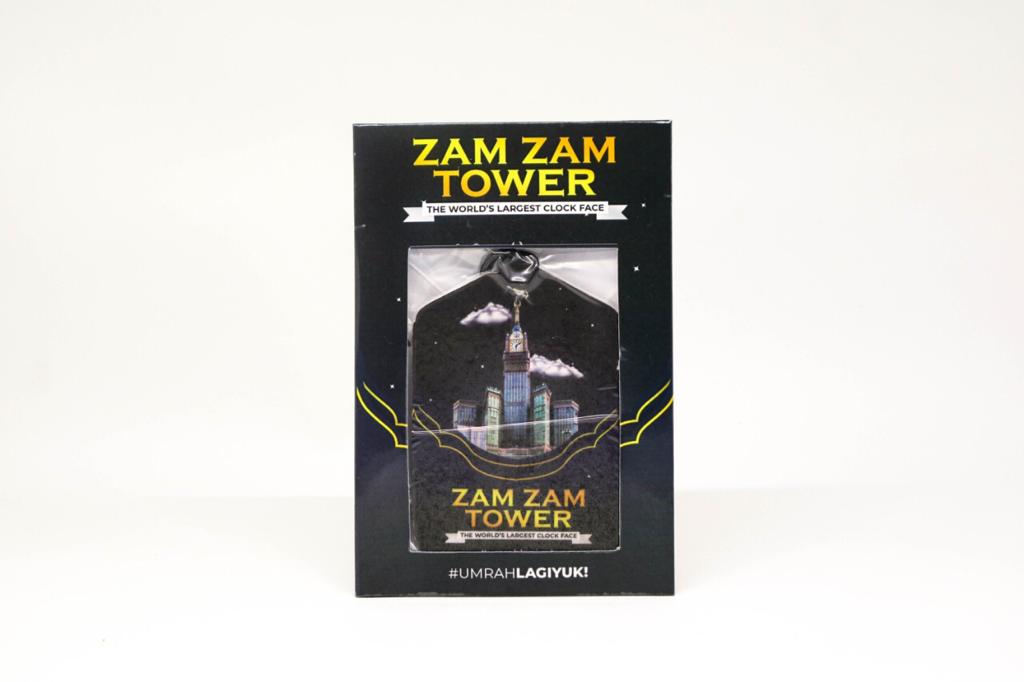 ZAM ZAM
TOWER
THE WORLD'S LARGEST CLOCK FACE
ZAM ZAM
TOWER
THE WORLD'S LARGEST CLOCK FACE
#UMRAHLAGIYUK!